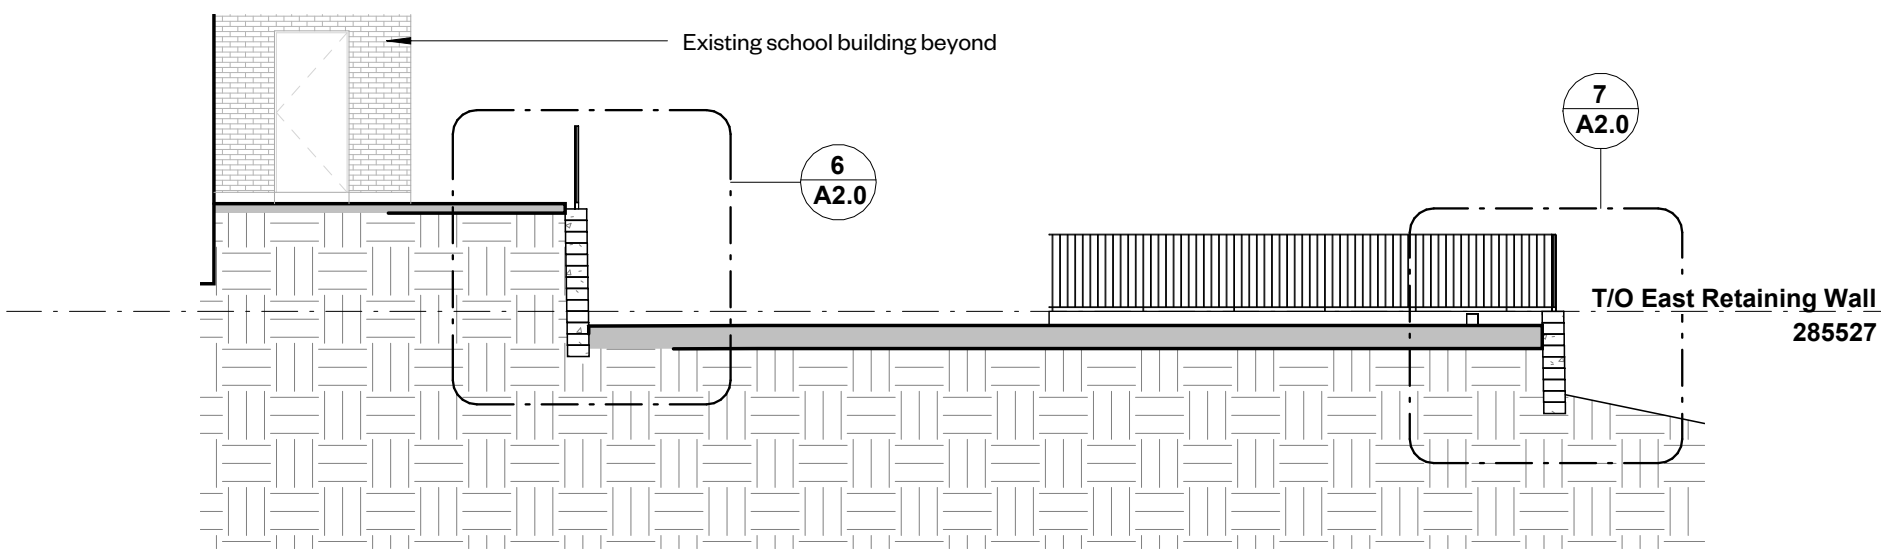 Existing school building beyond
7
A2.0
6
A2.0
T/O East Retaining Wall
285527